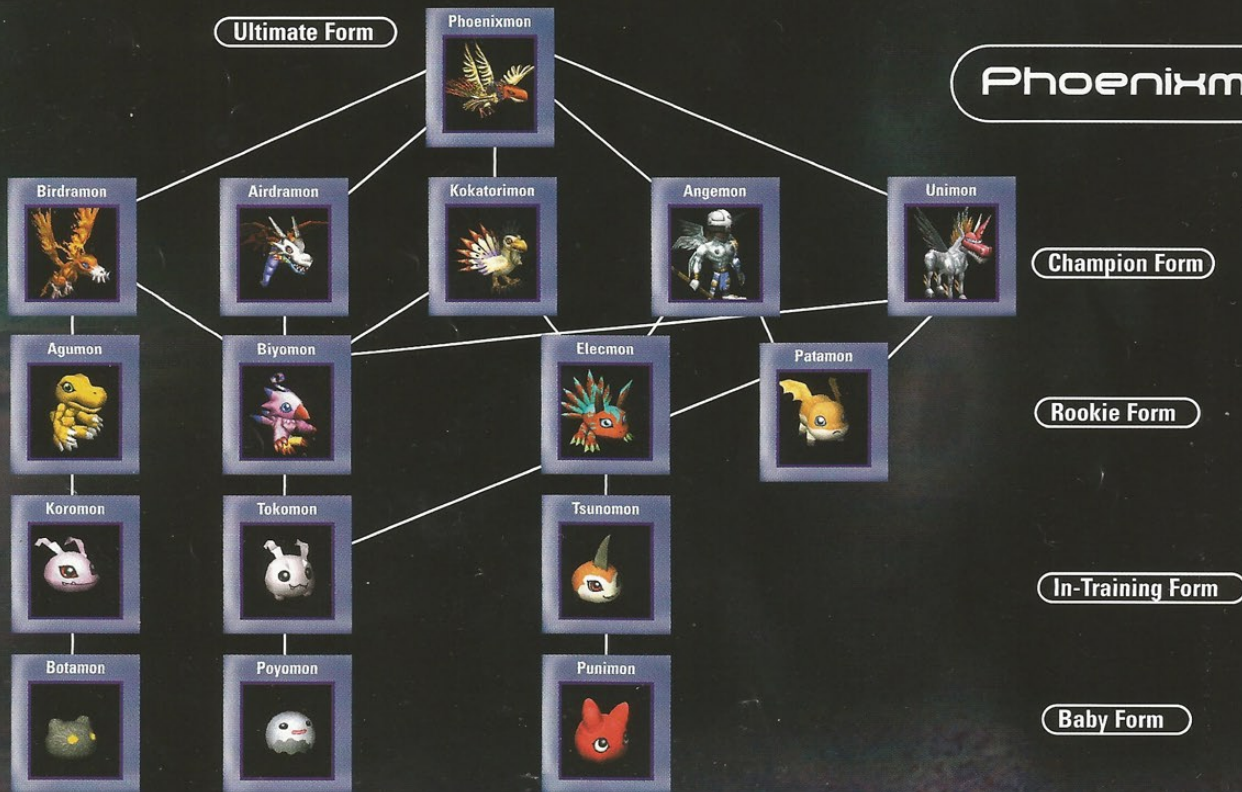 Ultimate Form
Phoenixmon
Phoenixm
Birdramon
Airdramon
Kokatorimon
Angemon
Unimon
Champion Form
Agumon
Biyomon
Elecmon
Patamon
Rookie Form
Koromon
Tokomon
Tsunomon
In-Training Form
Botamon
Poyomon
Punimon
Baby Form